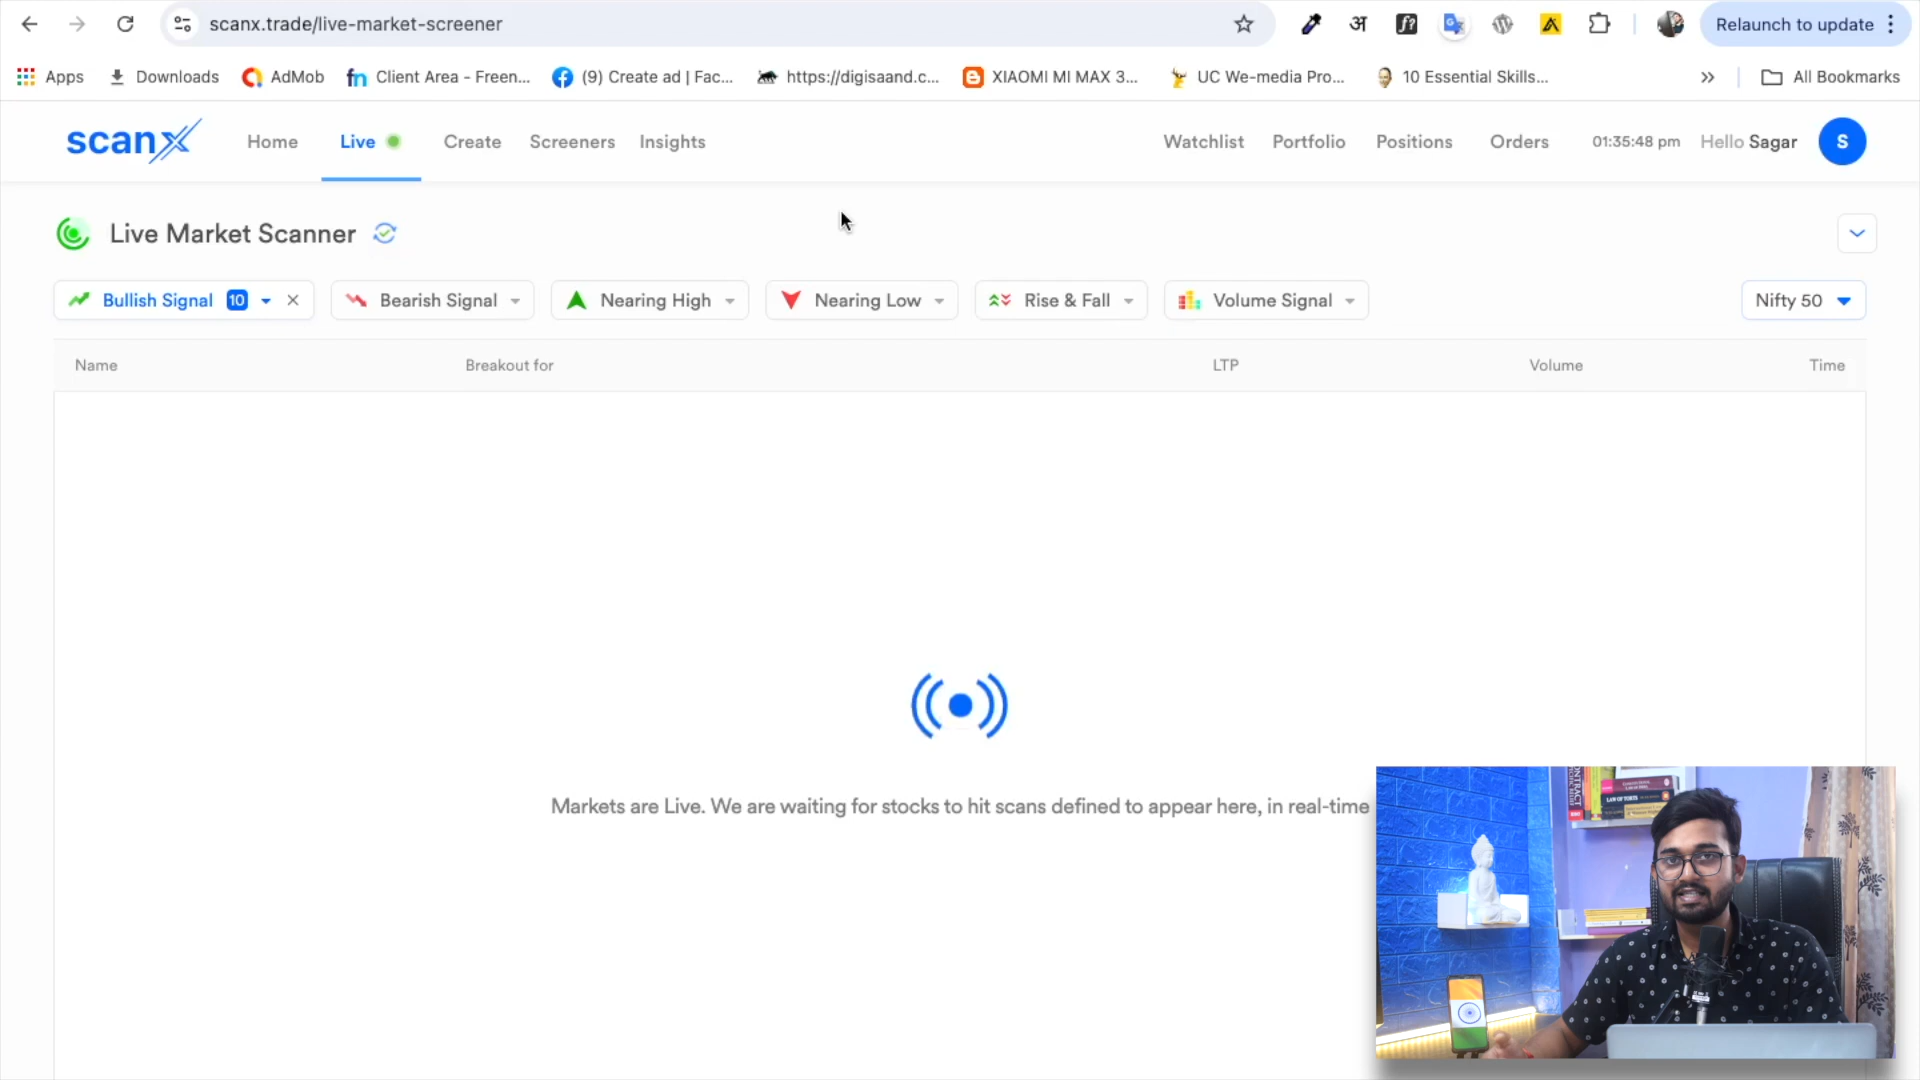 scanx.trade/live-market-screener
अ
f?
Relaunch to update
Apps
Downloads
AdMob
fn Client Area - Freen...
(9) Create ad | Fac...
https://digisaand.c...
XIAOMI MI MAX 3...
UC We-media Pro...
10 Essential Skills...
All Bookmarks
scanX
Home
Live
Create
Screeners
Insights
Watchlist
Portfolio
Positions
Orders
01:35:48 pm
Hello Sagar
S
Live Market Scanner
Bullish Signal 10
Bearish Signal
Nearing High
Nearing Low
Rise & Fall
Volume Signal
Nifty 50
Name
Breakout for
LTP
Volume
Time
Markets are Live. We are waiting for stocks to hit scans defined to appear here, in real-time
LAW OF TORTS